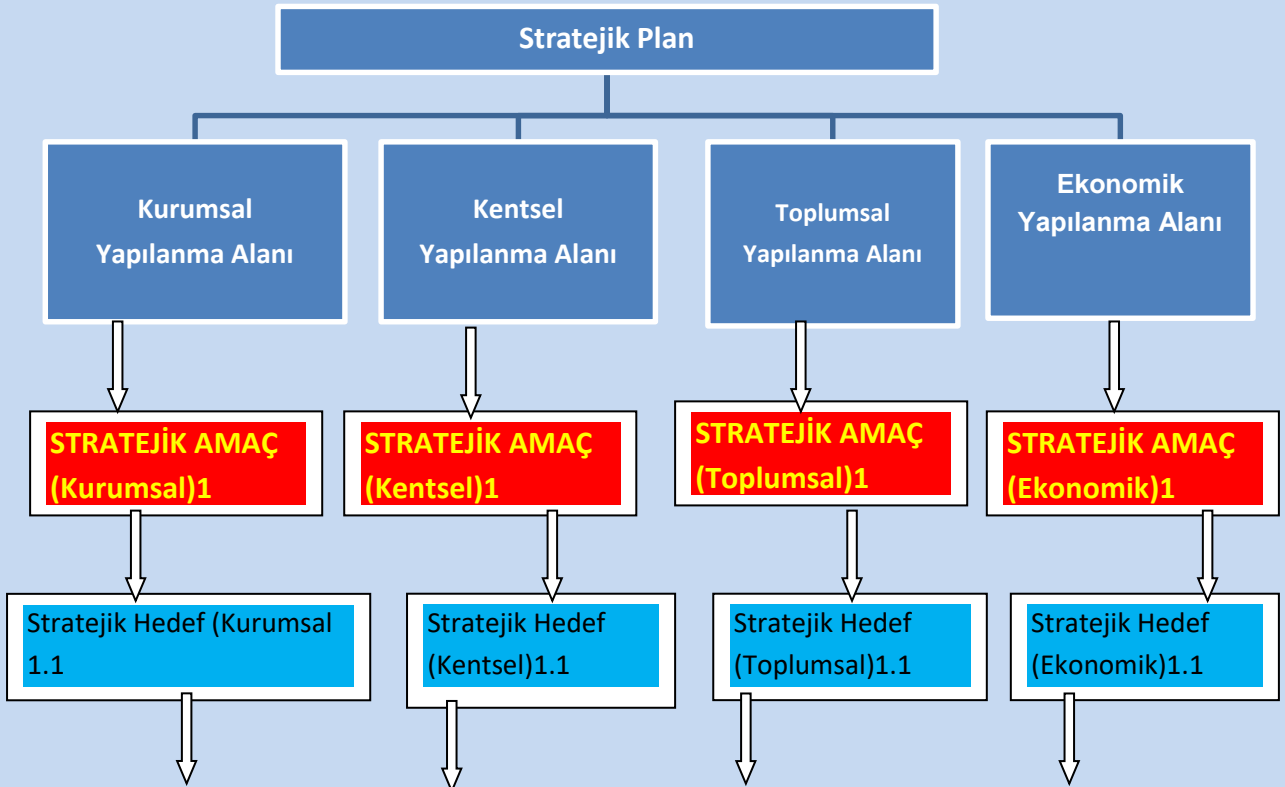 Stratejik Plan
Kurumsal
Yapılanma Alanı
Kentsel
Yapılanma Alanı
Toplumsal
Yapılanma Alanı
Ekonomik
Yapılanma Alanı
STRATEJİK AMAÇ
(Kurumsal)1
STRATEJİK AMAÇ
(Kentsel)1
STRATEJİK AMAÇ
(Toplumsal)1
STRATEJİK AMAÇ
(Ekonomik)1
Stratejik Hedef (Kurumsal
1.1
Stratejik Hedef
(Kentsel)1.1
Stratejik Hedef
(Toplumsal)1.1
Stratejik Hedef
(Ekonomik)1.1